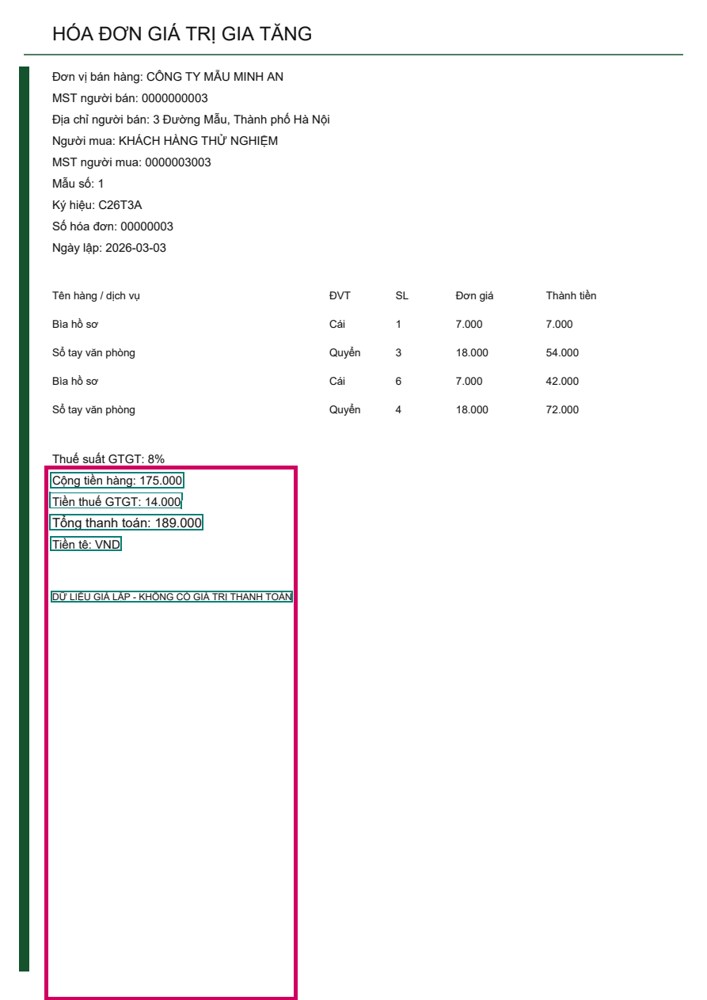 HÓA ĐƠN GIÁ TRỊ GIA TĂNG
Đơn vị bán hàng: CÔNG TY MẪU MINH AN
MST người bán: 0000000003
Địa chỉ người bán: 3 Đường Mẫu, Thành phố Hà Nội
Người mua: KHÁCH HÀNG THỬ NGHIỆM
MST người mua: 0000003003
Mẫu số: 1
Ký hiệu: C26T3A
Số hóa đơn: 00000003
Ngày lập: 2026-03-03
Tên hàng / dịch vụ ĐVT SL Đơn giá Thành tiền
Bìa hồ sơ Cái 1 7.000 7.000
Sổ tay văn phòng Quyển 3 18.000 54.000
Bìa hồ sơ Cái 6 7.000 42.000
Sổ tay văn phòng Quyển 4 18.000 72.000
Thuế suất GTGT: 8%
Cộng tiền hàng: 175.000
Tiền thuế GTGT: 14.000
Tổng thanh toán: 189.000
Tiền tệ: VND
DỮ LIỆU GIẢ LẬP - KHÔNG CÓ GIÁ TRỊ THANH TOÁN